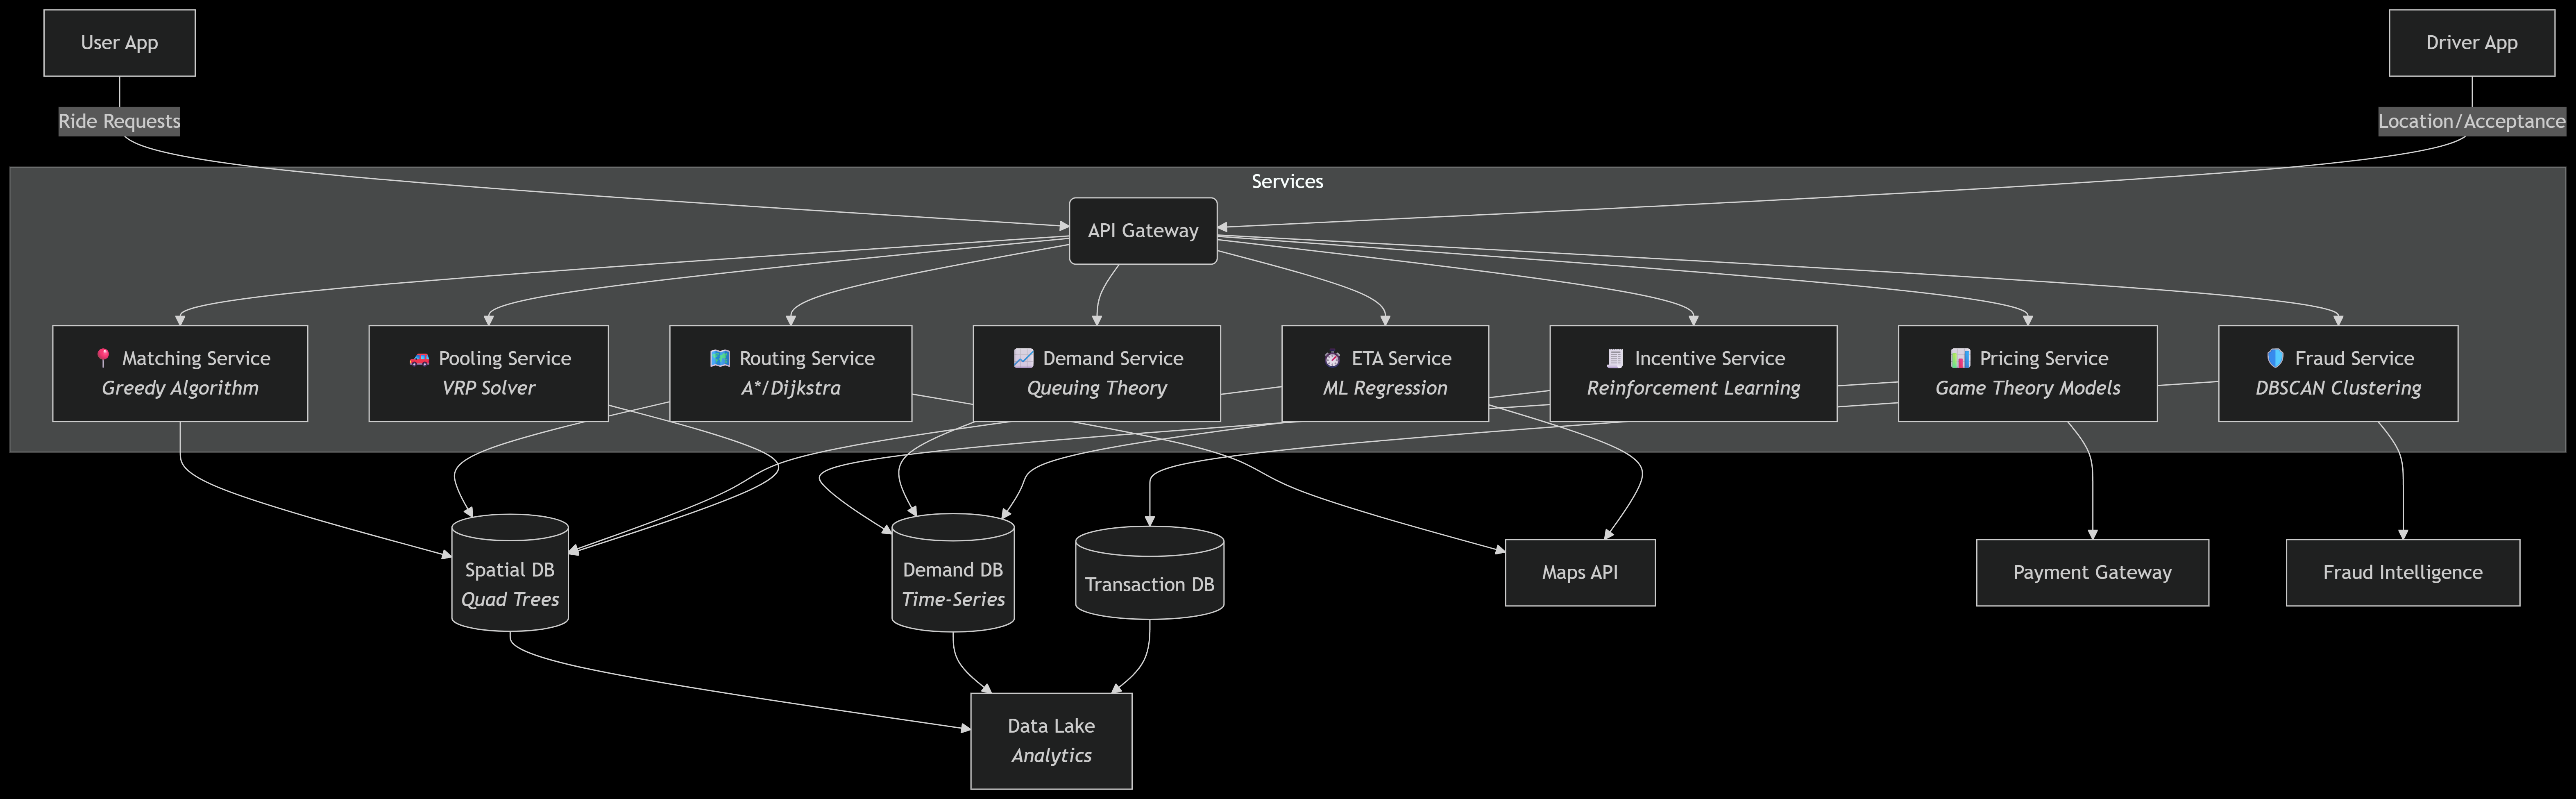 User App
Driver App
Ride Requests
Location/Acceptance
Services
API Gateway
📍 Matching Service
Greedy Algorithm
🚗 Pooling Service
VRP Solver
🗺️ Routing Service
A*/Dijkstra
📈 Demand Service
Queuing Theory
⏱️ ETA Service
ML Regression
🧾 Incentive Service
Reinforcement Learning
📊 Pricing Service
Game Theory Models
🛡️ Fraud Service
DBSCAN Clustering
Spatial DB
Quad Trees
Demand DB
Time-Series
Transaction DB
Maps API
Payment Gateway
Fraud Intelligence
Data Lake
Analytics